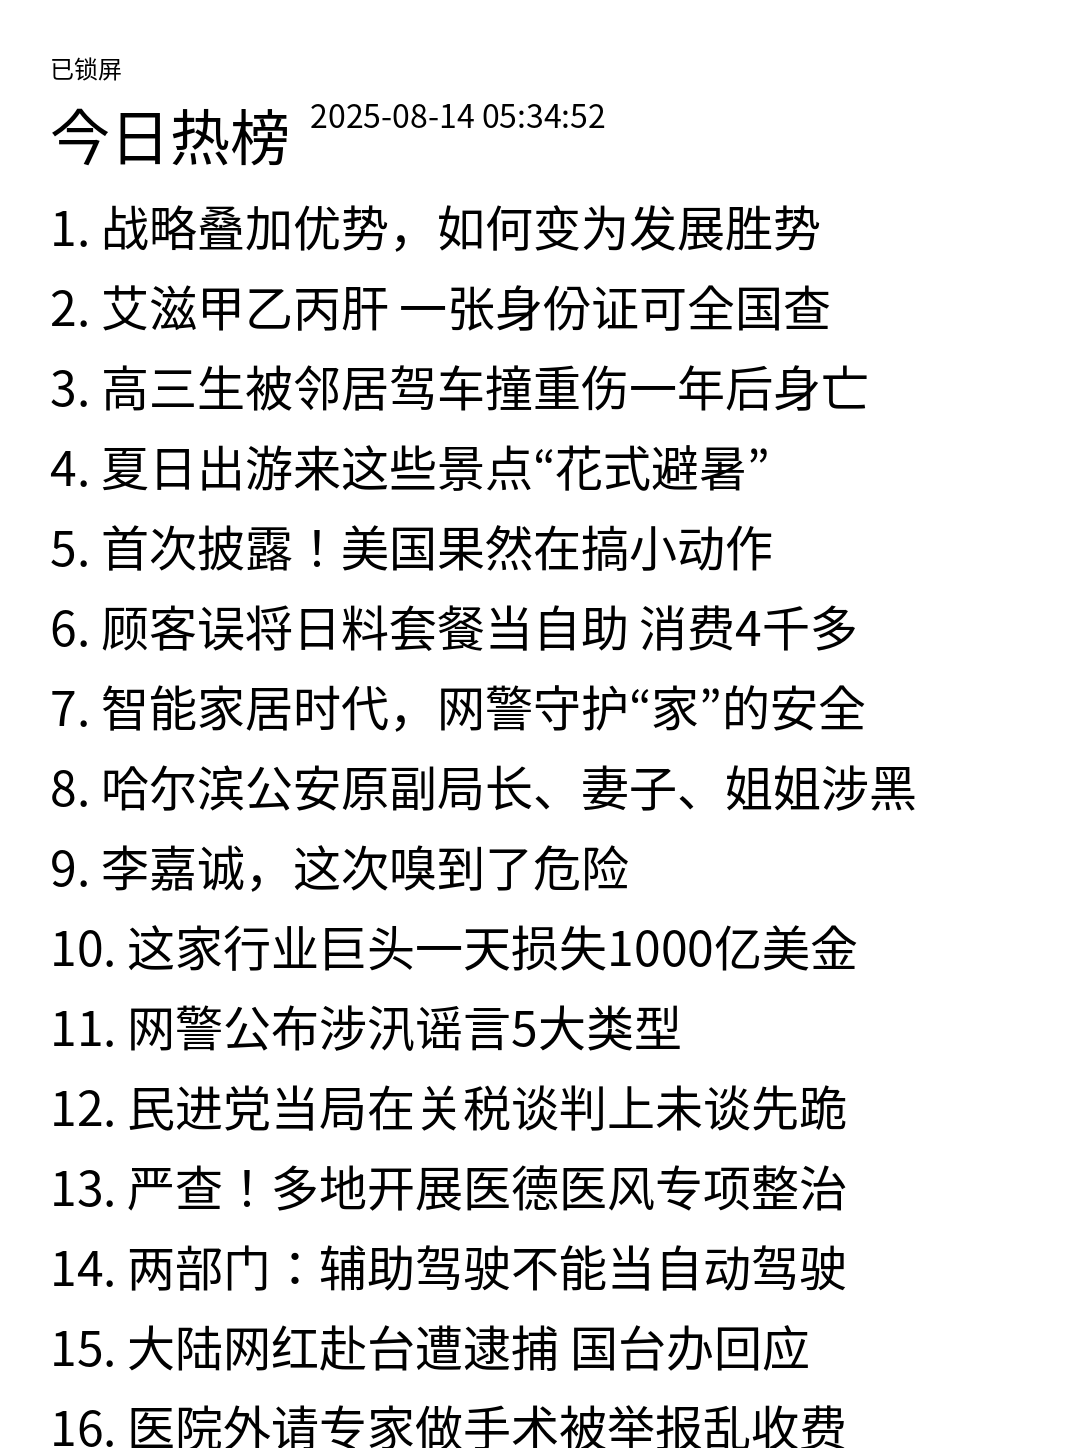 已锁屏
今日热榜 2025-08-14 05:34:52
1. 战略叠加优势，如何变为发展胜势
2. 艾滋甲乙丙肝 一张身份证可全国查
3. 高三生被邻居驾车撞重伤一年后身亡
4. 夏日出游来这些景点“花式避暑”
5. 首次披露！美国果然在搞小动作
6. 顾客误将日料套餐当自助 消费4千多
7. 智能家居时代，网警守护“家”的安全
8. 哈尔滨公安原副局长、妻子、姐姐涉黑
9. 李嘉诚，这次嗅到了危险
10. 这家行业巨头一天损失1000亿美金
11. 网警公布涉汛谣言5大类型
12. 民进党当局在关税谈判上未谈先跪
13. 严查！多地开展医德医风专项整治
14. 两部门：辅助驾驶不能当自动驾驶
15. 大陆网红赴台遭逮捕 国台办回应
16. 医院外请专家做手术被举报乱收费